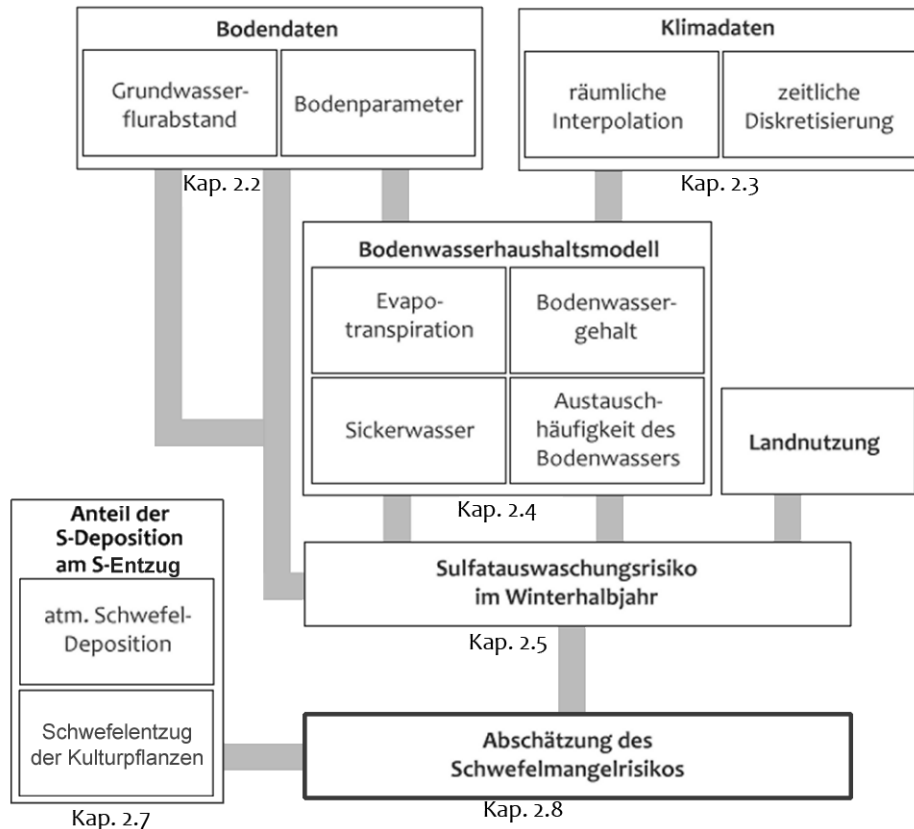 Bodendaten
Grundwasser-
flurabstand
Bodenparameter
Kap. 2.2
Klimadaten
räumliche
Interpolation
zeitliche
Diskretisierung
Kap. 2.3
Bodenwasserhaushaltsmodell
Evapo-
transpiration
Bodenwasser-
gehalt
Sickerwasser
Austausch-
häufigkeit des
Bodenwassers
Kap. 2.4
Landnutzung
Anteil der
S-Deposition
am S-Entzug
atm. Schwefel-
Deposition
Schwefelentzug
der Kulturpflanzen
Kap. 2.7
Sulfatauswaschungsrisiko
im Winterhalbjahr
Kap. 2.5
Abschätzung des
Schwefelmangelrisikos
Kap. 2.8